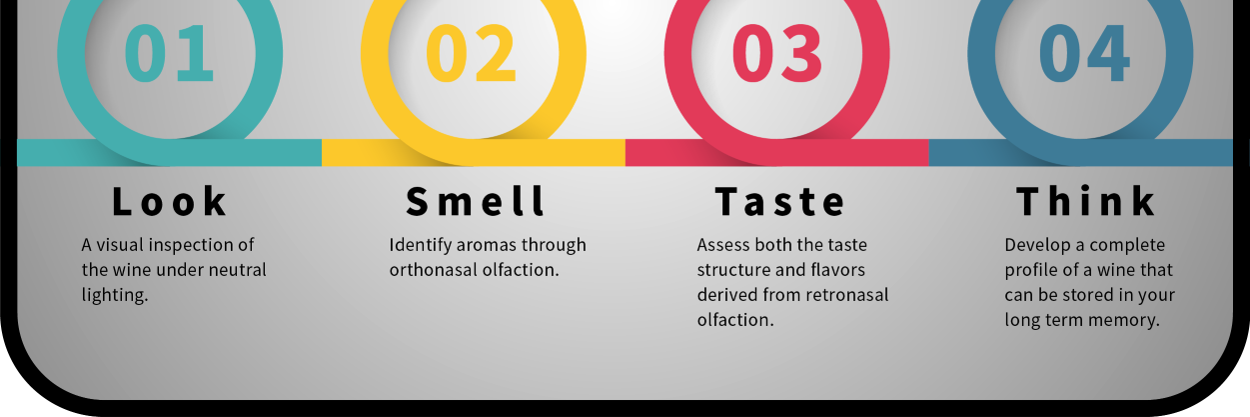 01
02
03
04
Look
A visual inspection of
the wine under neutral
lighting.
Smell
Identify aromas through
orthonasal olfaction.
Taste
Assess both the taste
structure and flavors
derived from retronasal
olfaction.
Think
Develop a complete
profile of a wine that
can be stored in your
long term memory.